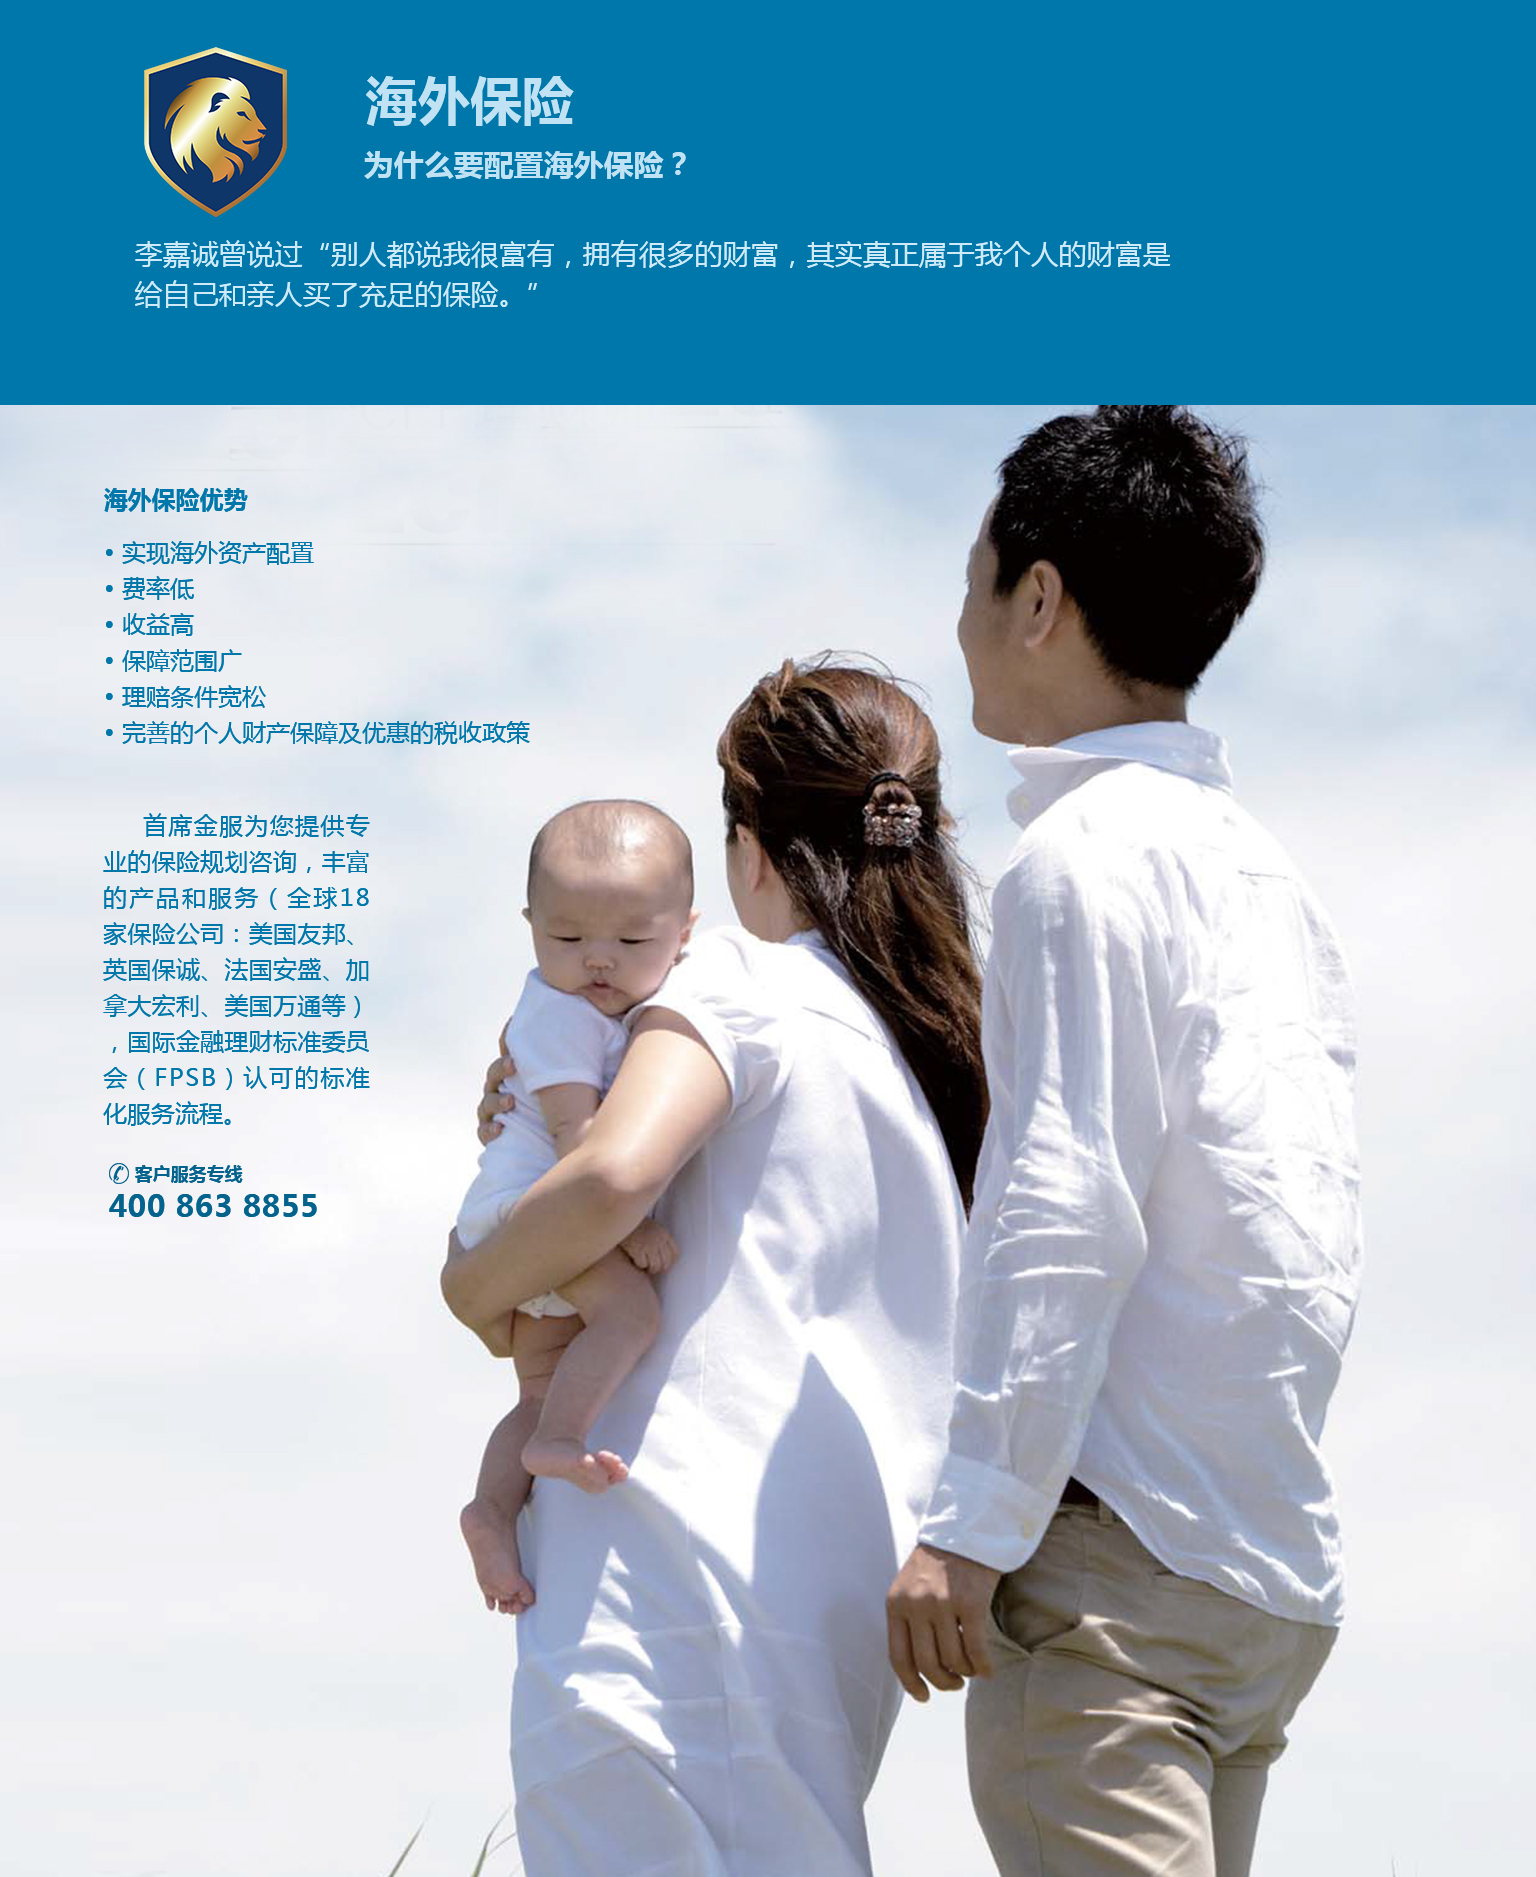 海外保险
为什么要配置海外保险？
李嘉诚曾说过“别人都说我很富有，拥有很多的财富，其实真正属于我个人的财富是
给自己和亲人买了充足的保险。”
海外保险优势
• 实现海外资产配置
• 费率低
• 收益高
• 保障范围广
• 理赔条件宽松
• 完善的个人财产保障及优惠的税收政策
首席金服为您提供专
业的保险规划咨询，丰富
的产品和服务（全球18
家保险公司：美国友邦、
英国保诚、法国安盛、加
拿大宏利、美国万通等）
，国际金融理财标准委员
会（FPSB）认可的标准
化服务流程。
✆ 客户服务专线
400 863 8855